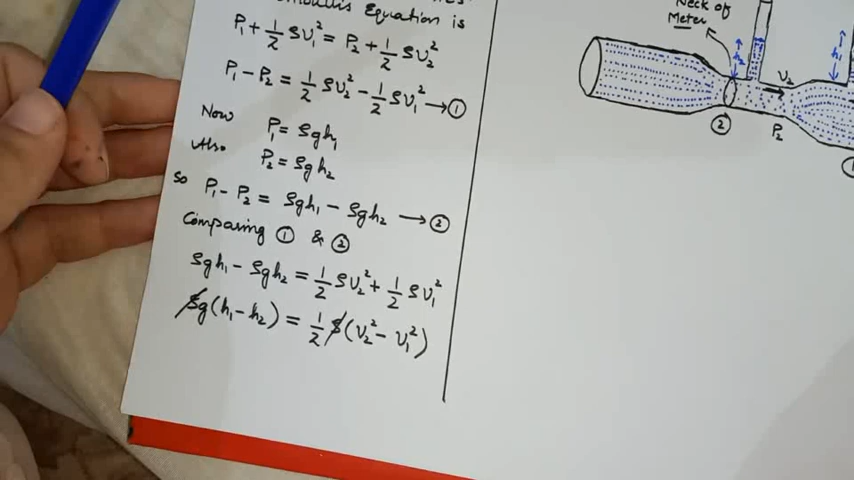 Equation is
P₁ + 1/2 ρv₁² = P₂ + 1/2 ρv₂²
P₁ - P₂ = 1/2 ρv₂² - 1/2 ρv₁² → ①
Now P₁ = ρgh₁
Also P₂ = ρgh₂
So P₁ - P₂ = ρgh₁ - ρgh₂ → ②
Comparing ① & ②
ρgh₁ - ρgh₂ = 1/2 ρv₂² + 1/2 ρv₁²
ρg(h₁ - h₂) = 1/2 ρ(v₂² - v₁²)
Neck of
Meter
h₂
h₁
v₂
②
P₂
①